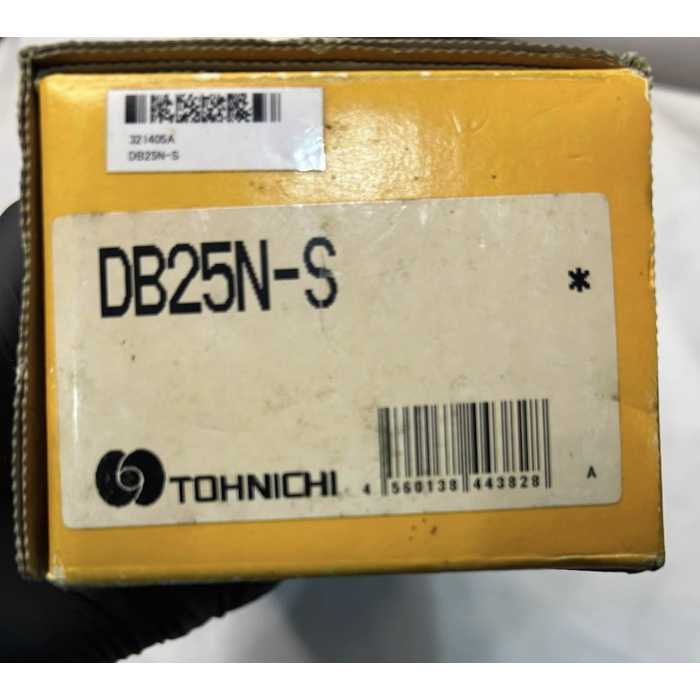 321405A
DB25N-S
DB25N-S
*
TOHNICHI
4 560138 443828
A